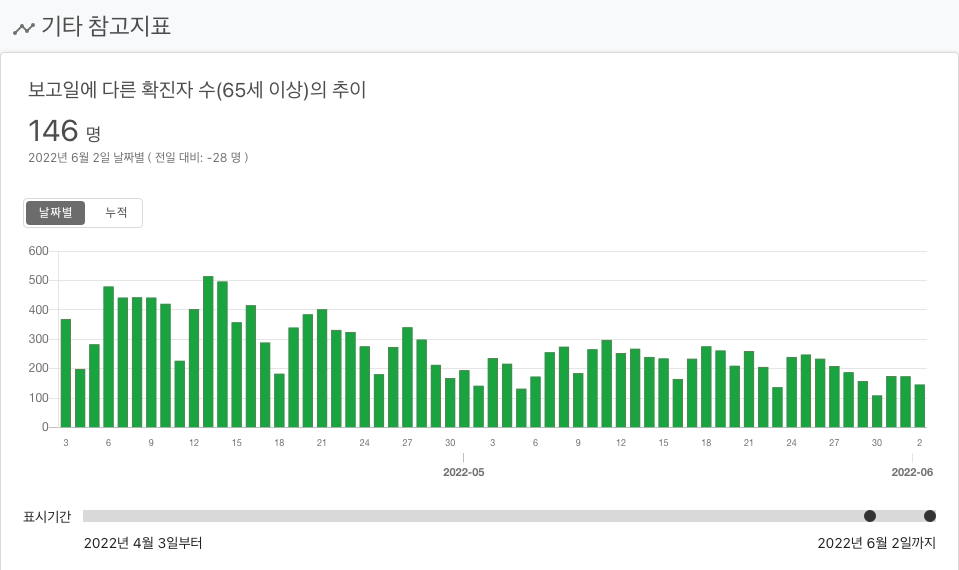 기타 참고지표
보고일에 다른 확진자 수(65세 이상)의 추이
146 명
2022년 6월 2일 날짜별 ( 전일 대비: -28 명 )
날짜별 누적
600
500
400
300
200
100
0
3 6 9 12 15 18 21 24 27 30 3 6 9 12 15 18 21 24 27 30 2
2022-05 2022-06
표시기간
2022년 4월 3일부터 2022년 6월 2일까지